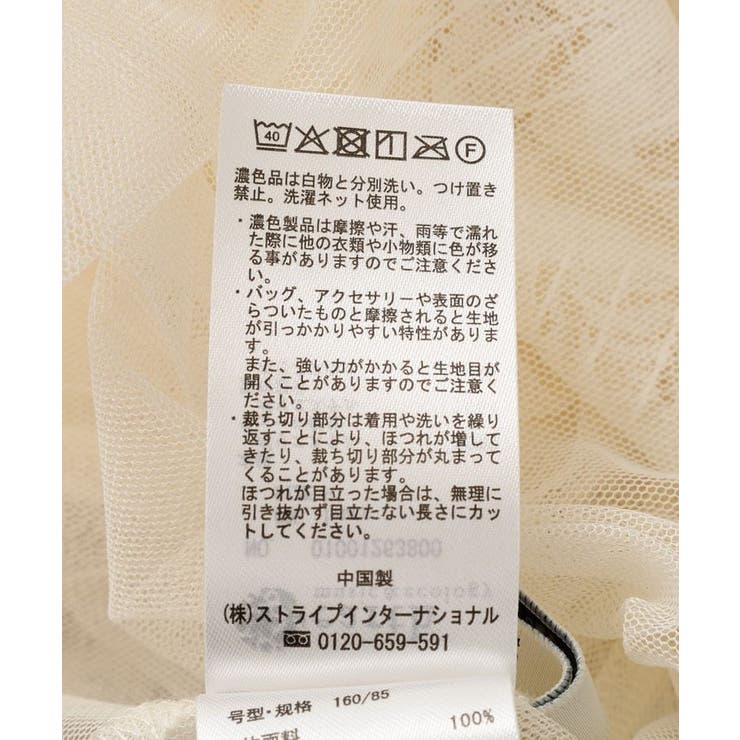 40 F
濃色品は白物と分別洗い。つけ置き
禁止。洗濯ネット使用。
・濃色製品は摩擦や汗、雨等で濡れ
た際に他の衣類や小物類に色が移
る事がありますのでご注意くださ
い。
・バッグ、アクセサリーや表面のざ
らついたものと摩擦されると生地
が引っかかりやすい特性がありま
す。
また、強い力がかかると生地目が
開くことがありますのでご注意く
ださい。
・裁ち切り部分は着用や洗いを繰り
返すことにより、ほつれが増して
きたり、裁ち切り部分が丸まって
くることがあります。
ほつれが目立った場合は、無理に
引き抜かず目立たない長さにカッ
トしてください。
NO 01001263800
中国製
music&ecology
(株)ストライプインターナショナル
0120-659-591
号型・规格 160/85
100%